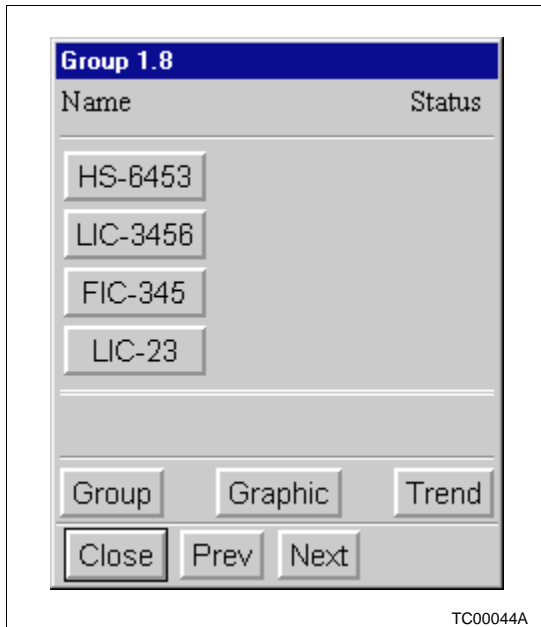 Group 1.8
Name Status
HS-6453
LIC-3456
FIC-345
LIC-23
Group Graphic Trend
Close Prev Next
TC00044A